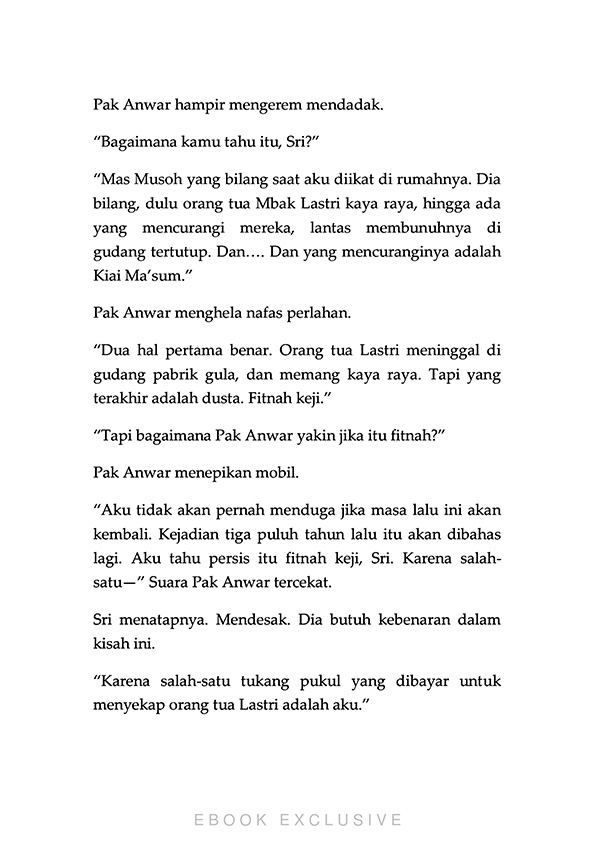 Pak Anwar hampir mengerem mendadak.
“Bagaimana kamu tahu itu, Sri?”
“Mas Musoh yang bilang saat aku diikat di rumahnya. Dia
bilang, dulu orang tua Mbak Lastri kaya raya, hingga ada
yang mencurangi mereka, lantas membunuhnya di
gudang tertutup. Dan…. Dan yang mencuranginya adalah
Kiai Ma’sum.”
Pak Anwar menghela nafas perlahan.
“Dua hal pertama benar. Orang tua Lastri meninggal di
gudang pabrik gula, dan memang kaya raya. Tapi yang
terakhir adalah dusta. Fitnah keji.”
“Tapi bagaimana Pak Anwar yakin jika itu fitnah?”
Pak Anwar menepikan mobil.
“Aku tidak akan pernah menduga jika masa lalu ini akan
kembali. Kejadian tiga puluh tahun lalu itu akan dibahas
lagi. Aku tahu persis itu fitnah keji, Sri. Karena salah-
satu—” Suara Pak Anwar tercekat.
Sri menatapnya. Mendesak. Dia butuh kebenaran dalam
kisah ini.
“Karena salah-satu tukang pukul yang dibayar untuk
menyekap orang tua Lastri adalah aku.”
EBOOK EXCLUSIVE